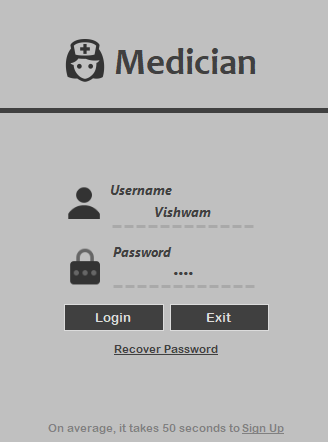 Medician
Username
Vishwam
Password
••••
Login
Exit
Recover Password
On average, it takes 50 seconds to Sign Up